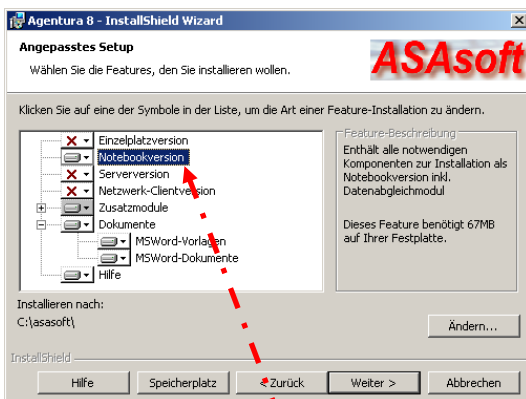 Agentura 8 - InstallShield Wizard
Angepasstes Setup
Wählen Sie die Features, den Sie installieren wollen.
ASAsoft
Klicken Sie auf eine der Symbole in der Liste, um die Art einer Feature-Installation zu ändern.
Einzelplatzversion
Notebookversion
Serverversion
Netzwerk-Clientversion
Zusatzmodule
Dokumente
MSWord-Vorlagen
MSWord-Dokumente
Hilfe
Feature-Beschreibung
Enthält alle notwendigen
Komponenten zur Installation als
Notebookversion inkl.
Datenabgleichmodul
Dieses Feature benötigt 67MB
auf Ihrer Festplatte.
Installieren nach:
C:\asasoft\
Ändern...
InstallShield
Hilfe
Speicherplatz
< Zurück
Weiter >
Abbrechen